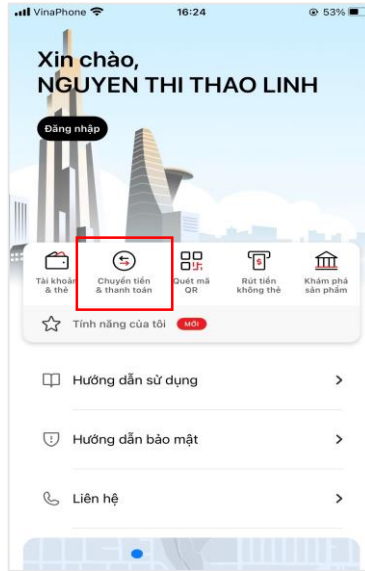 VinaPhone 16:24 53%
Xin chào,
NGUYEN THI THAO LINH
Đăng nhập
Tài khoản Chuyển tiền Quét mã Rút tiền Khám phá
& thẻ & thanh toán QR không thẻ sản phẩm
Tính năng của tôi MỚI
Hướng dẫn sử dụng
Hướng dẫn bảo mật
Liên hệ